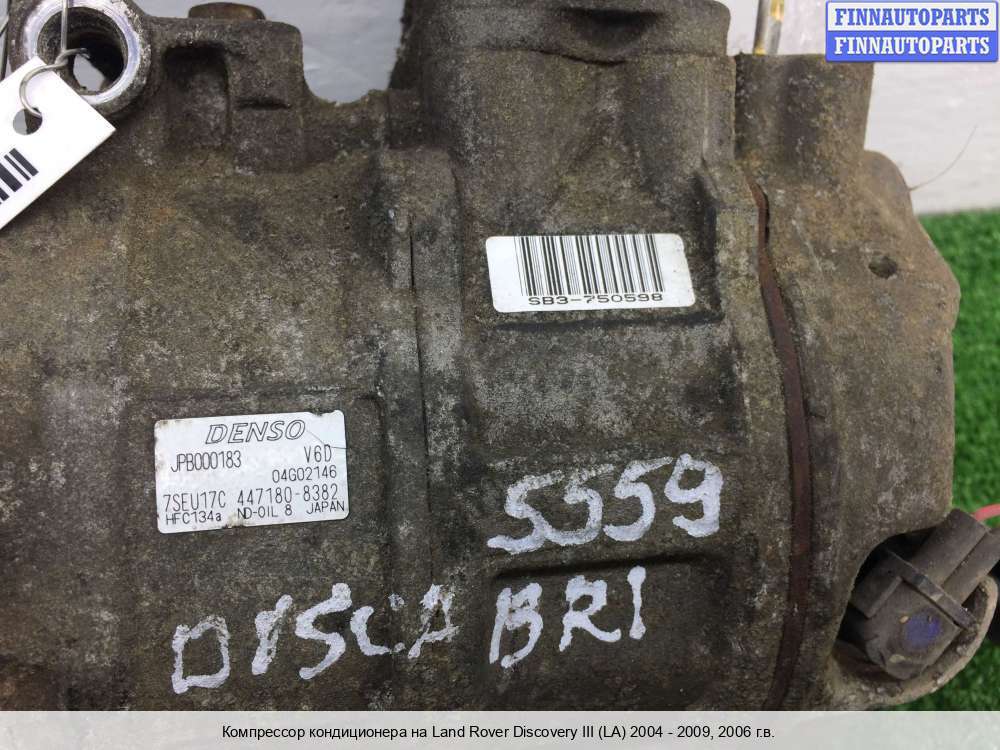 FINNAUTOPARTS
FINNAUTOPARTS
SB3-750598
DENSO
JPB000183 V6D
04G02146
7SEU17C 447180-8382
HFC134a ND-OIL 8 JAPAN
5559
DISCA BRI
Компрессор кондиционера на Land Rover Discovery III (LA) 2004 - 2009, 2006 г.в.